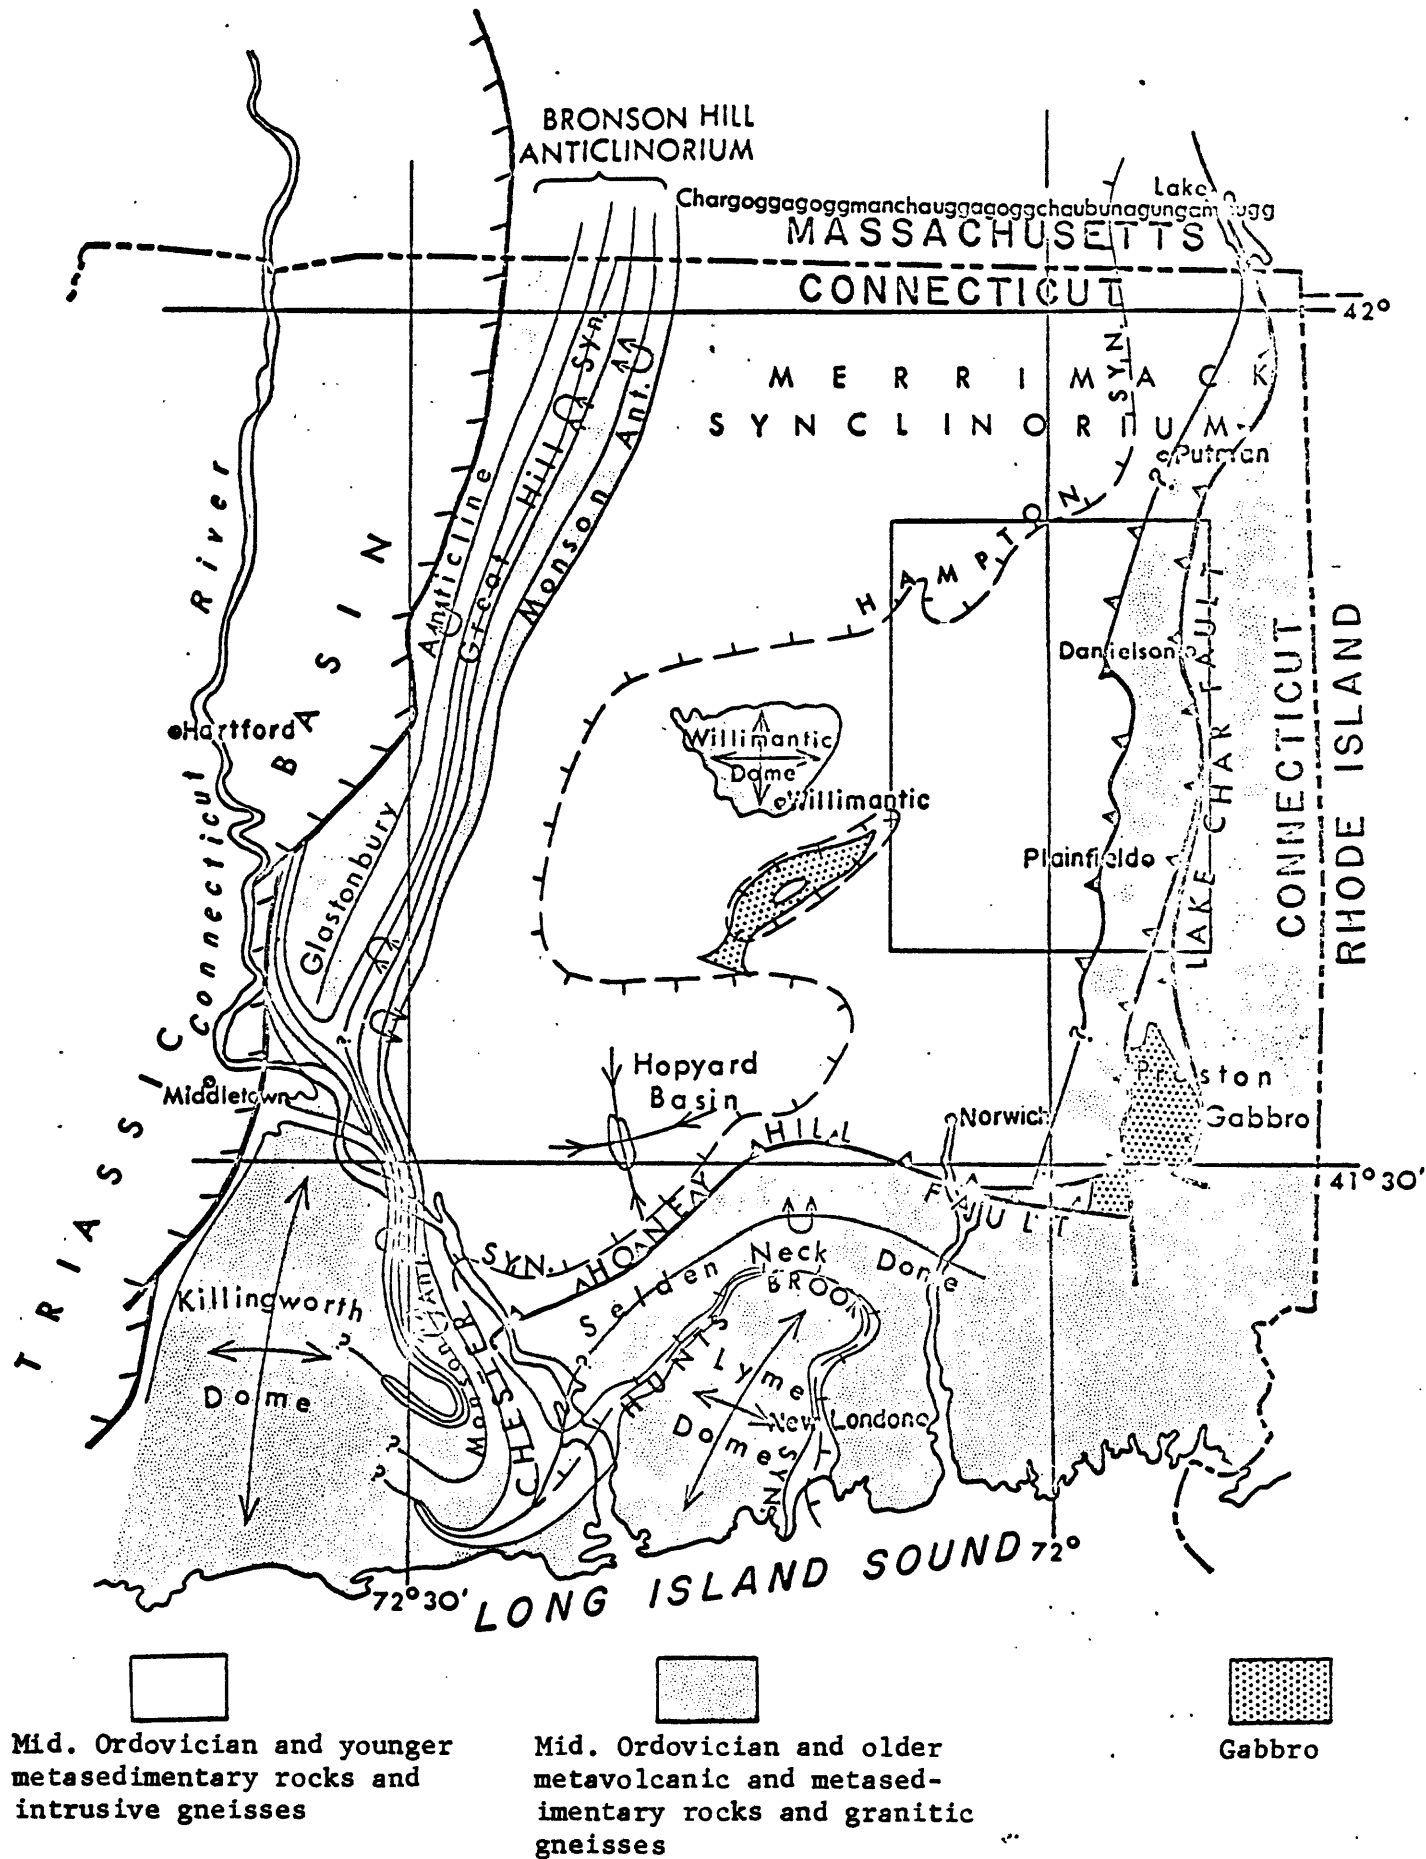 BRONSON HILL
ANTICLINORIUM
Lake
MASSACHUSETTS
CONNECTICUT
42°
MERRIMACK
SYNCLINORIUM
Putman
HAMPTON SYN.
Great Hill Syn.
Monson Ant.
Glastonbury Anticline
Connecticut River
TRIASSIC BASIN
Hartford
Danielson
LAKE CHAR FAULT
CONNECTICUT
RHODE ISLAND
Willimantic
Dome
Willimantic
Plainfield
Hopyard
Basin
Middletown
Norwich
Preston
Gabbro
41°30'
HONEY HILL FAULT
Selden Neck Dome
Killingworth
Dome
Monson Ant.
CHESTER SYN.
HUNTS BROOK SYN.
Lyme
Dome
New London
72°30'
LONG ISLAND SOUND
72°
?
?
?
?
?
?
?
Mid. Ordovician and younger
metasedimentary rocks and
intrusive gneisses
Mid. Ordovician and older
metavolcanic and metased-
imentary rocks and granitic
gneisses
Gabbro